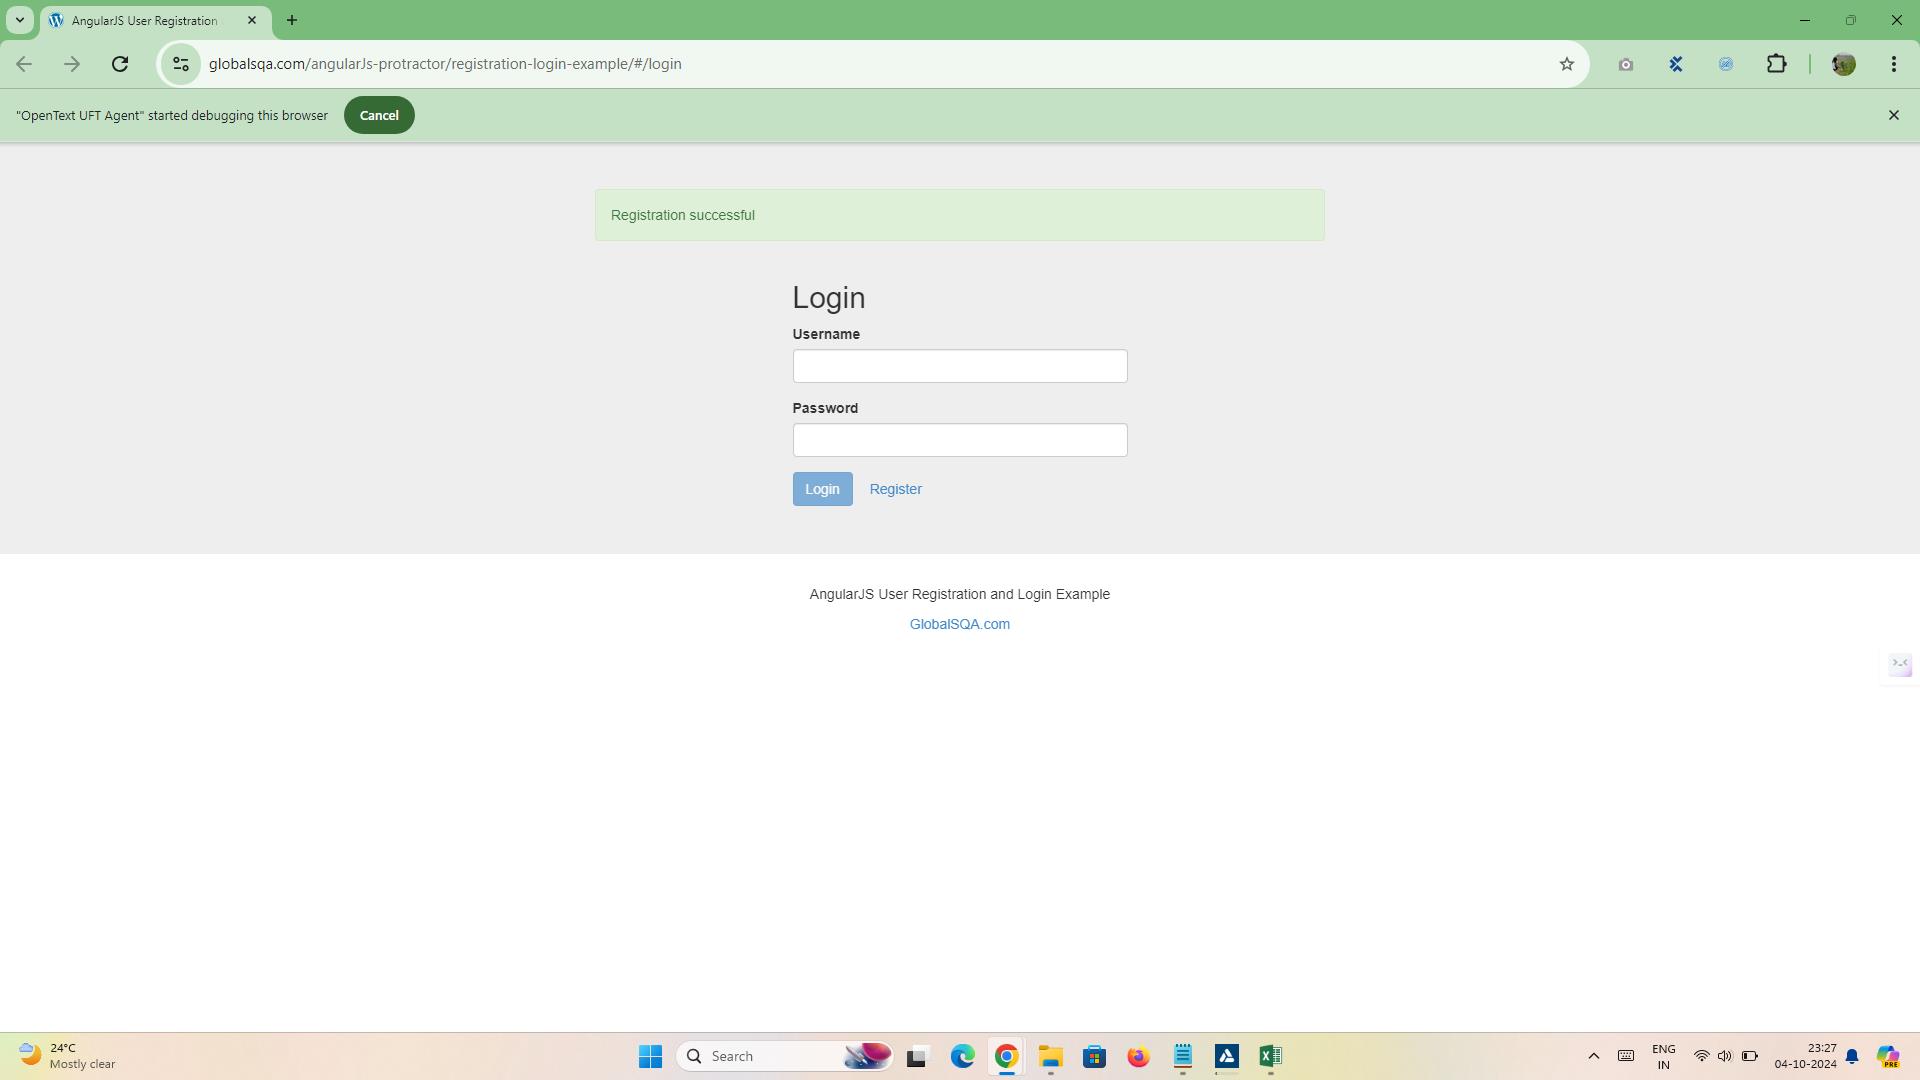 AngularJS User Registration
globalsqa.com/angularJs-protractor/registration-login-example/#/login
"OpenText UFT Agent" started debugging this browser
Cancel
Registration successful
Login
Username
Password
Login Register
AngularJS User Registration and Login Example
GlobalSQA.com
24°C
Mostly clear
Search
ENG
IN
23:27
04-10-2024
PRE